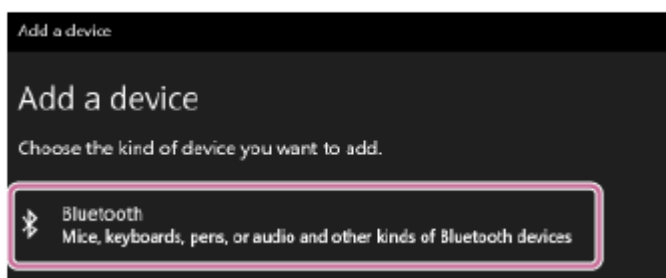 Add a device
Add a device
Choose the kind of device you want to add.
Bluetooth
Mice, keyboards, pens, or audio and other kinds of Bluetooth devices